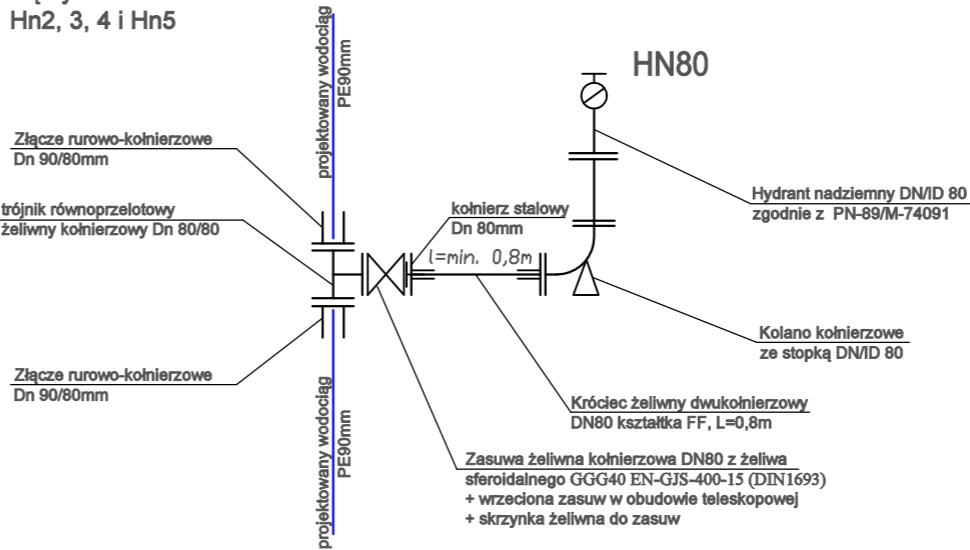 Hn2, 3, 4 i Hn5
HN80
projektowany wodociąg
PE90mm
Złącze rurowo-kołnierzowe
Dn 90/80mm
trójnik równoprzelotowy
żeliwny kołnierzowy Dn 80/80
kołnierz stalowy
Dn 80mm
l=min. 0,8m
Hydrant nadziemny DN/ID 80
zgodnie z PN-89/M-74091
Kolano kołnierzowe
ze stopką DN/ID 80
Złącze rurowo-kołnierzowe
Dn 90/80mm
projektowany wodociąg
PE90mm
Króciec żeliwny dwukołnierzowy
DN80 kształtka FF, L=0,8m
Zasuwa żeliwna kołnierzowa DN80 z żeliwa
sferoidalnego GGG40 EN-GJS-400-15 (DIN1693)
+ wrzeciona zasuw w obudowie teleskopowej
+ skrzynka żeliwna do zasuw